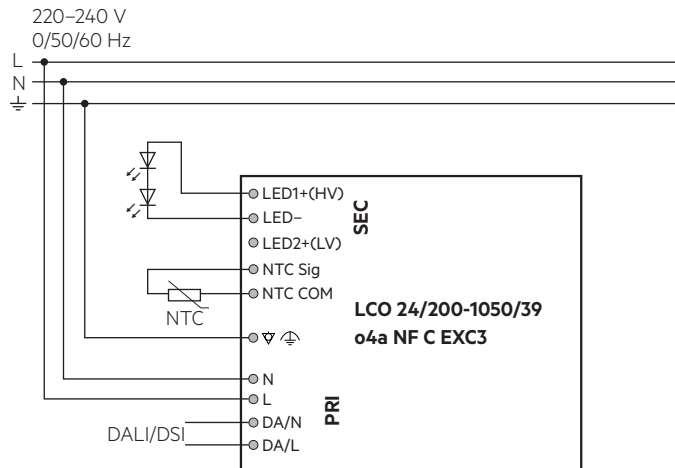 220–240 V
0/50/60 Hz
L
N
LED1+(HV)
LED–
SEC
LED2+(LV)
NTC Sig
NTC COM
NTC
LCO 24/200-1050/39
o4a NF C EXC3
N
L
PRI
DA/N
DALI/DSI
DA/L